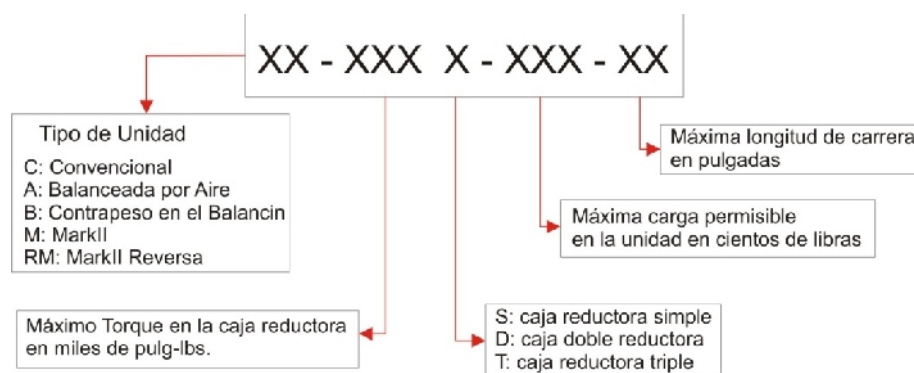 XX - XXX X - XXX - XX
Tipo de Unidad
C: Convencional
A: Balanceada por Aire
B: Contrapeso en el Balancin
M: MarkII
RM: MarkII Reversa
Máxima longitud de carrera
en pulgadas
Máxima carga permisible
en la unidad en cientos de libras
Máximo Torque en la caja reductora
en miles de pulg-lbs.
S: caja reductora simple
D: caja doble reductora
T: caja reductora triple